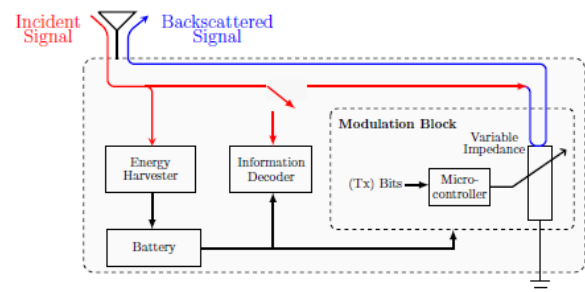 Incident
Signal
Backscattered
Signal
Modulation Block
Variable
Impedance
Energy
Harvester
Information
Decoder
(Tx) Bits
Micro-
controller
Battery